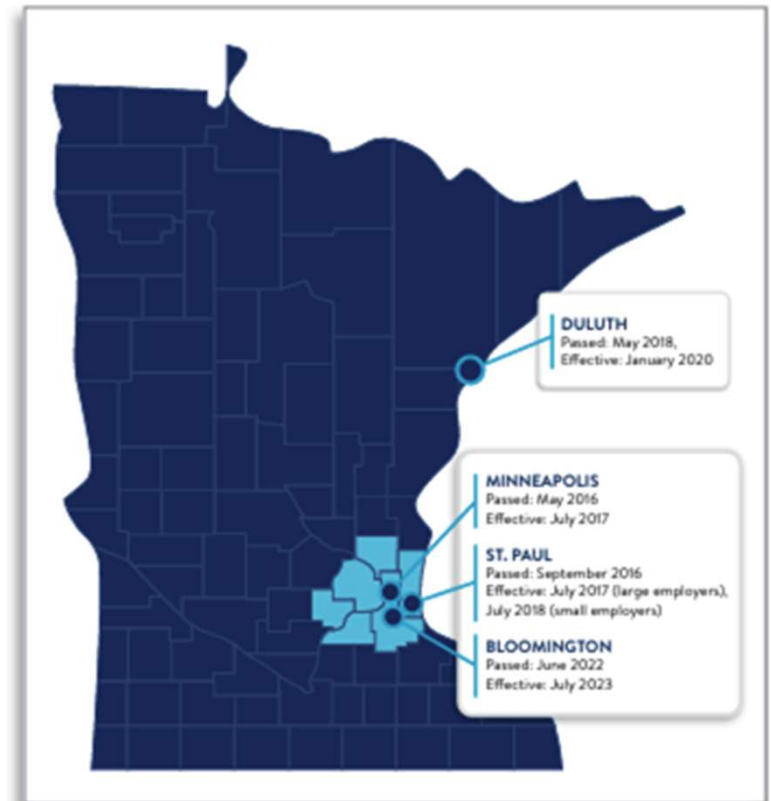 DULUTH
Passed: May 2018,
Effective: January 2020
MINNEAPOLIS
Passed: May 2016
Effective: July 2017
ST. PAUL
Passed: September 2016
Effective: July 2017 (large employers),
July 2018 (small employers)
BLOOMINGTON
Passed: June 2022
Effective: July 2023